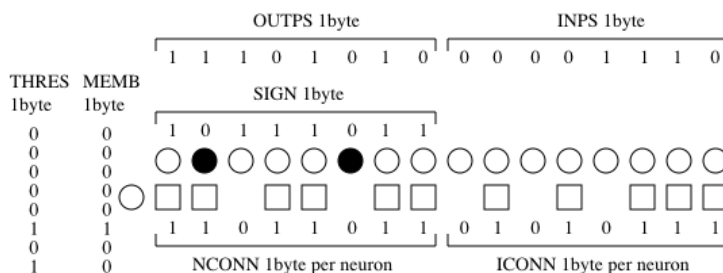 OUTPS 1byte INPS 1byte
1 1 1 0 1 0 1 0 0 0 0 0 1 1 1 0
THRES MEMB SIGN 1byte
1byte 1byte
0 0 1 0 1 1 1 0 1 1
0 0
0 0
0 0
0 0
1 1 1 1 0 1 1 0 1 1 0 1 0 1 0 1 1 1
0 0
1 0 NCONN 1byte per neuron ICONN 1byte per neuron